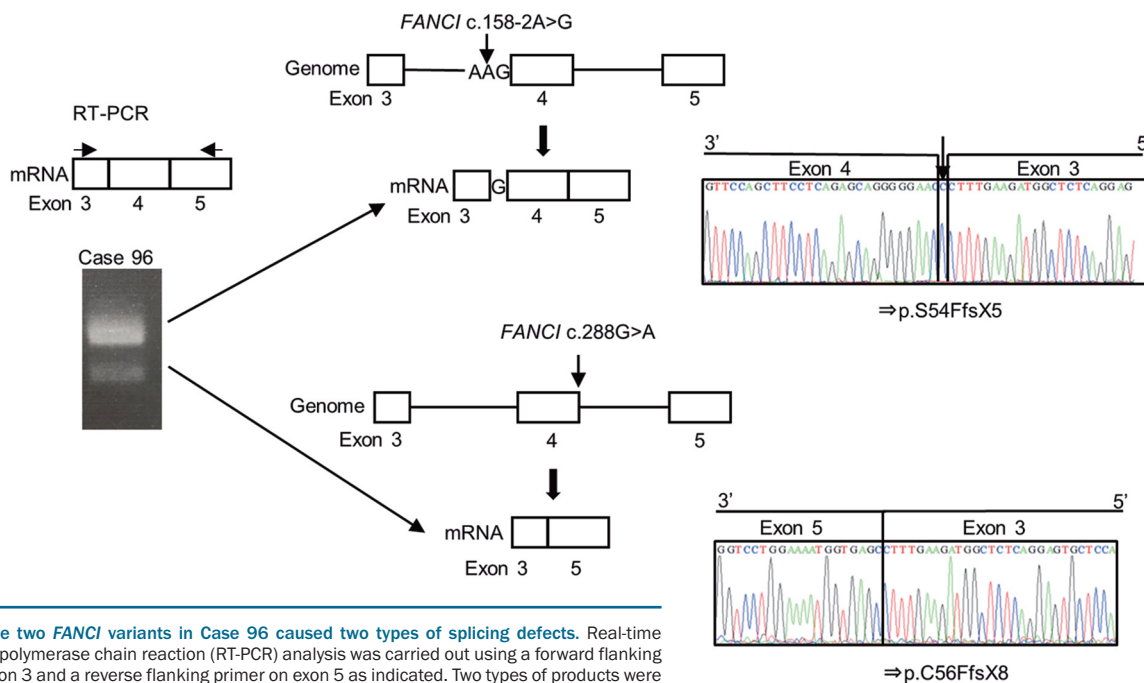 FANCI c.158-2A>G
Genome
AAG
Exon 3
4
5
RT-PCR
mRNA
Exon 3
4
5
mRNA
G
Exon 3
4
5
3’
Exon 4
Exon 3
⇒p.S54FfsX5
Case 96
FANCI c.288G>A
Genome
Exon 3
4
5
mRNA
Exon 3
5
3’
5’
Exon 5
Exon 3
GGTCCTGGAAAATGGTGAGCCTTTGAAGATGGCTCTCAGGAGTGCTCCA
⇒p.C56FfsX8
e two FANCI variants in Case 96 caused two types of splicing defects. Real-time
polymerase chain reaction (RT-PCR) analysis was carried out using a forward flanking
on 3 and a reverse flanking primer on exon 5 as indicated. Two types of products were